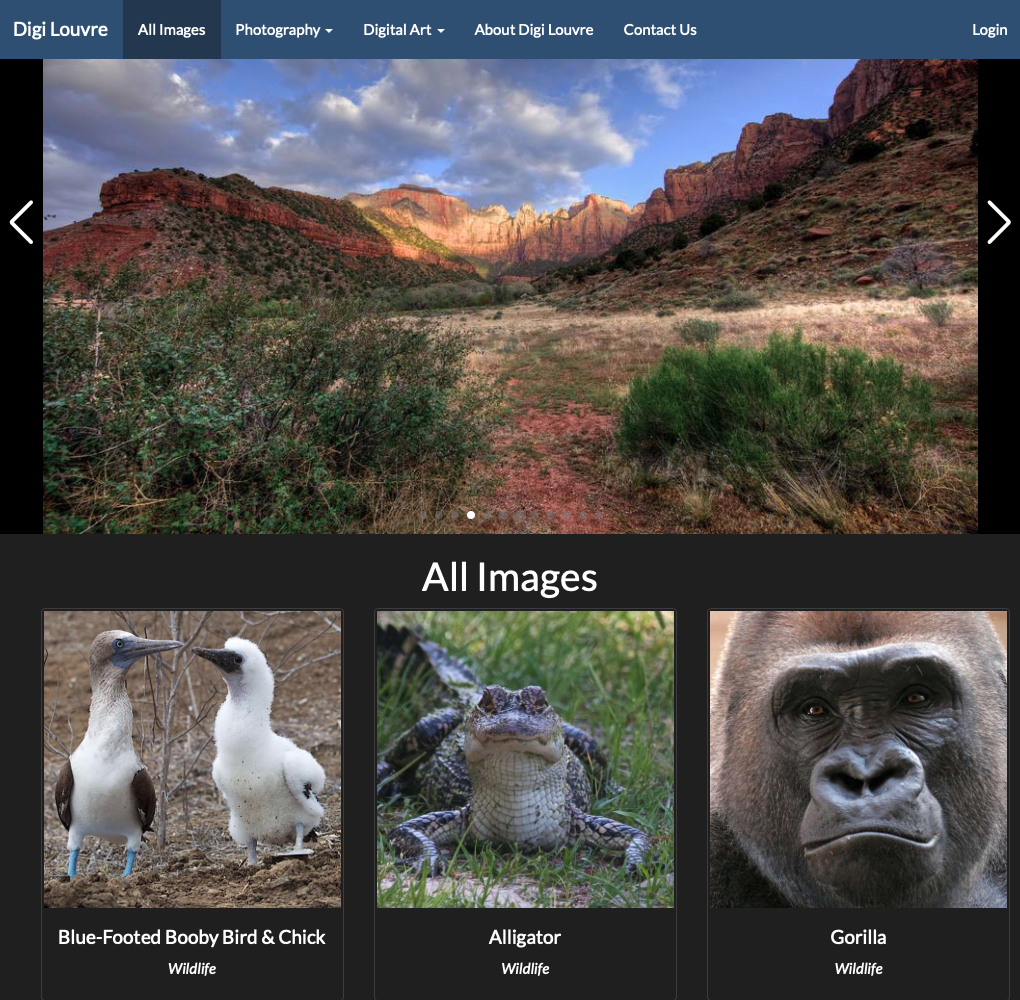 Digi Louvre All Images Photography Digital Art About Digi Louvre Contact Us Login
All Images
Blue-Footed Booby Bird & Chick Alligator Gorilla
Wildlife Wildlife Wildlife